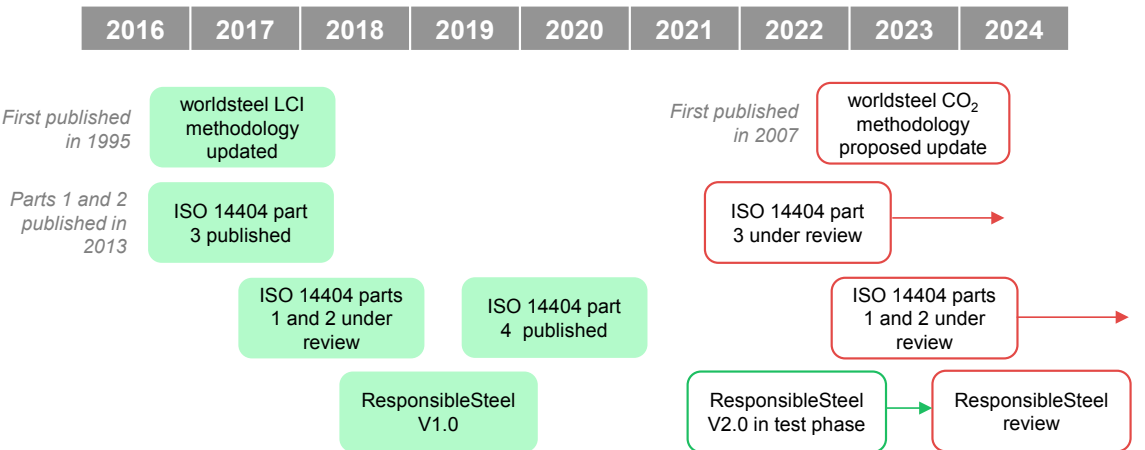 2016 2017 2018 2019 2020 2021 2022 2023 2024
First published
in 1995
worldsteel LCI
methodology
updated
First published
in 2007
worldsteel CO₂
methodology
proposed update
Parts 1 and 2
published in
2013
ISO 14404 part
3 published
ISO 14404 part
3 under review
ISO 14404 parts
1 and 2 under
review
ISO 14404 part
4 published
ISO 14404 parts
1 and 2 under
review
ResponsibleSteel
V1.0
ResponsibleSteel
V2.0 in test phase
ResponsibleSteel
review